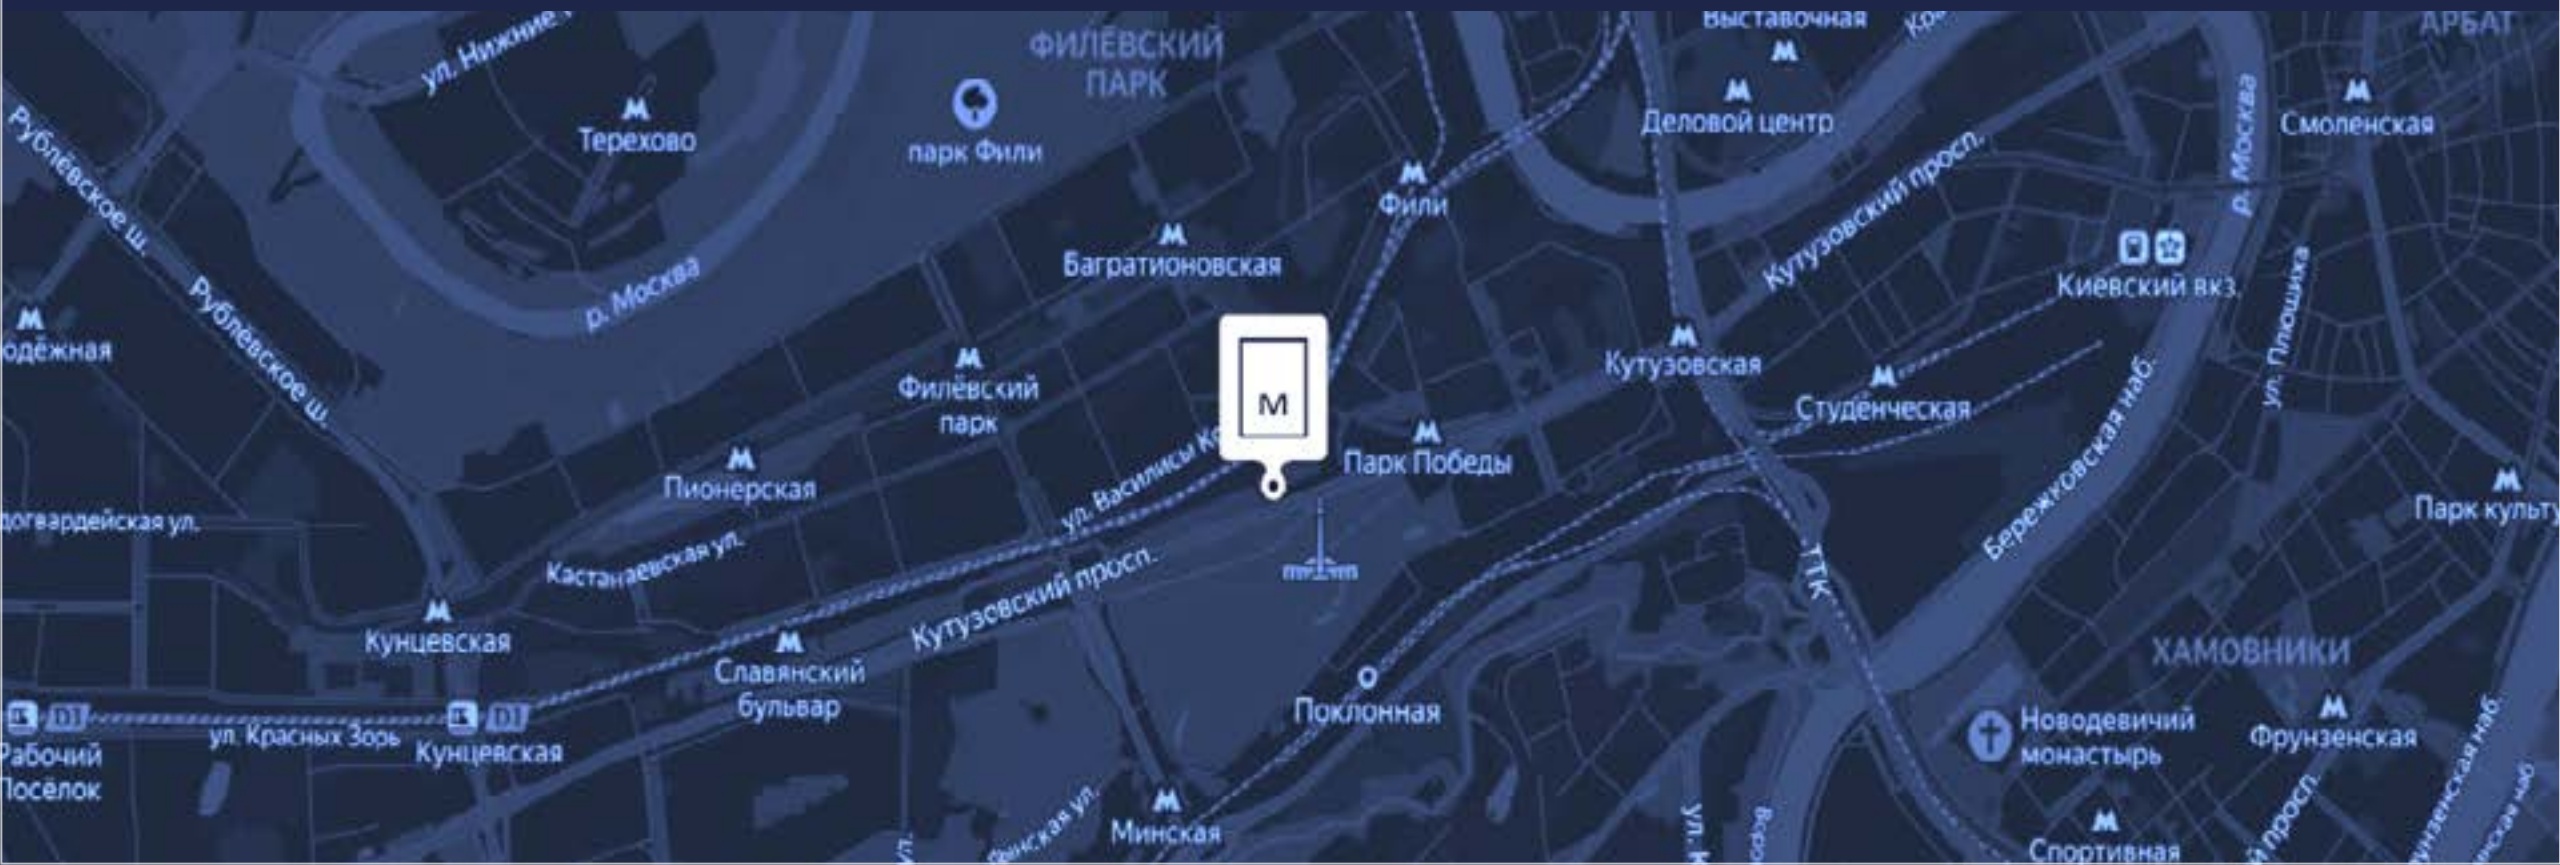 Выставочная
АРБАТ
ул. Нижние
ФИЛЁВСКИЙ
ПАРК
Терехово
парк Фили
Деловой центр
Смоленская
Рублёвское ш.
Фили
р. Москва
Кутузовский просп.
Багратионовская
Киевский вкз.
р. Москва
Рублёвское ш.
ул. Плющиха
Кутузовская
Филёвский
парк
М
Студенческая
Парк Победы
Пионерская
ул. Василисы
Бережковская наб.
Парк
Кастанаевская ул.
ТТК
Кутузовский просп.
Кунцевская
Славянский
бульвар
ХАМОВНИКИ
Поклонная
D1
D1
ул. Красных Зорь
Кунцевская
Рабочий
Посёлок
Новодевичий
монастырь
Фрунзенская
Минская
Спортивная
просп.